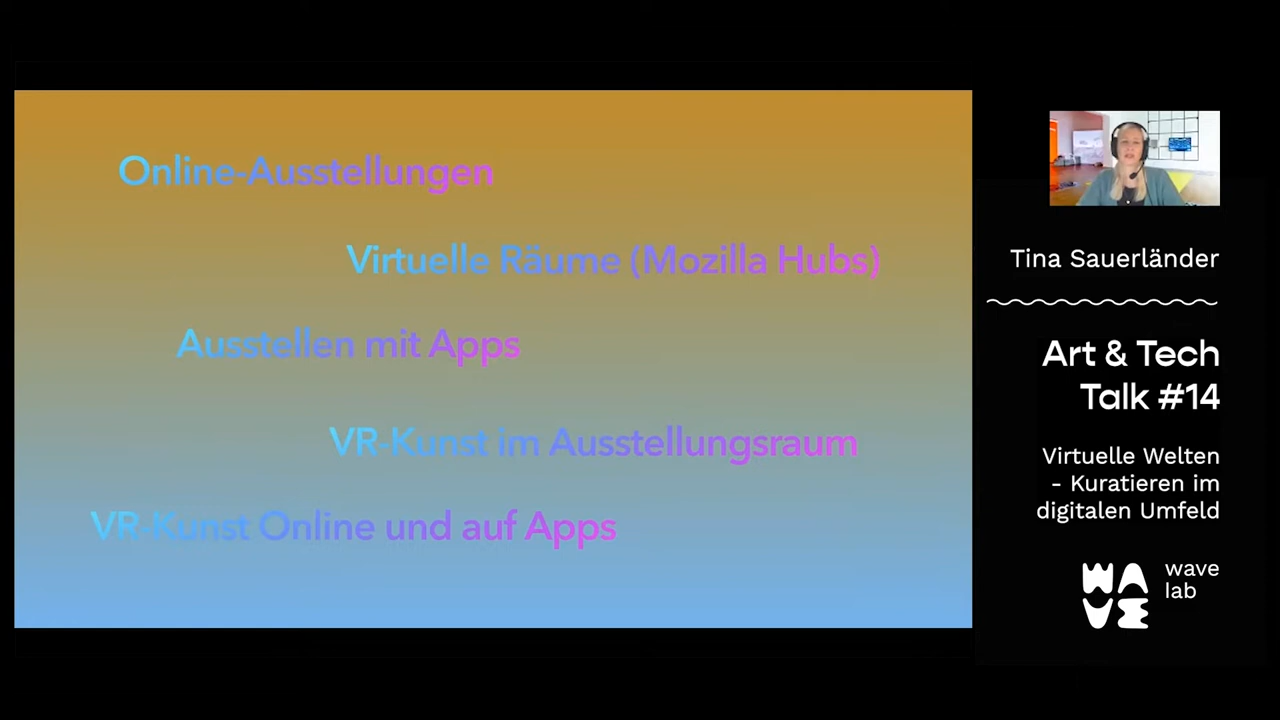 Online-Ausstellungen
Virtuelle Räume (Mozilla Hubs)
Ausstellen mit Apps
VR-Kunst im Ausstellungsraum
VR-Kunst Online und auf Apps
Tina Sauerländer
Art & Tech
Talk #14
Virtuelle Welten
- Kuratieren im
digitalen Umfeld
WAVE
wave
lab